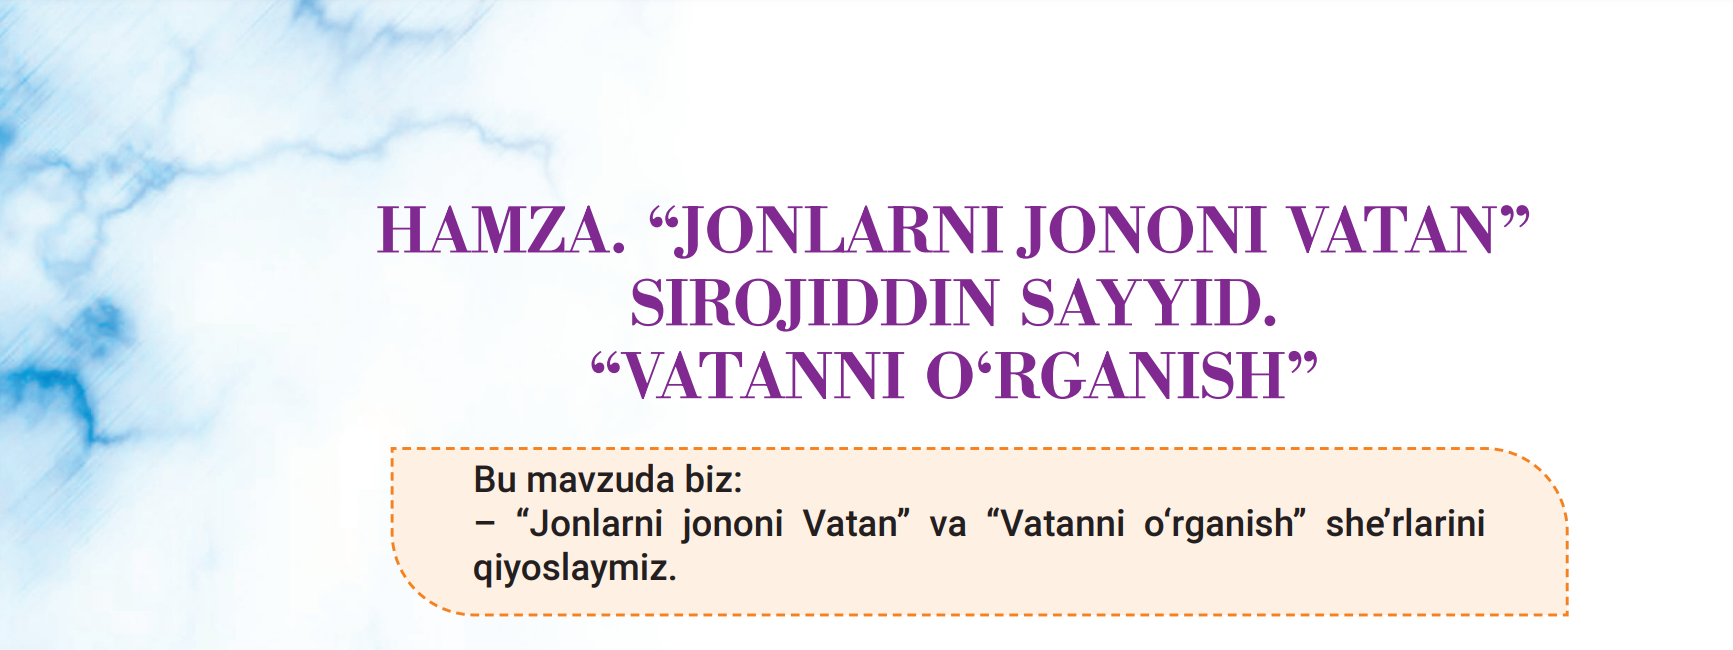 HAMZA. “JONLARNI JONONI VATAN”
SIROJIDDIN SAYYID.
“VATANNI O‘RGANISH”
Bu mavzuda biz:
– “Jonlarni jononi Vatan” va “Vatanni o‘rganish” she’rlarini
qiyoslaymiz.